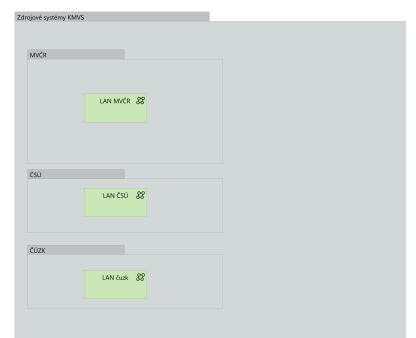 Zdrojové systémy KMVS
MVČR
LAN MVČR
ČSÚ
LAN ČSÚ
ČÚZK
LAN čuzk